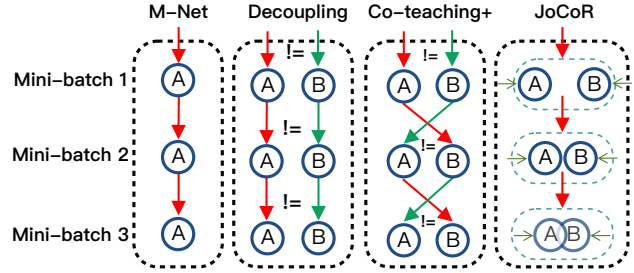 M-Net Decoupling Co-teaching+ JoCoR
!=
Mini-batch 1 A A B A != B A B
Mini-batch 2 A != A B A != B A B
Mini-batch 3 A != A B A != B A B